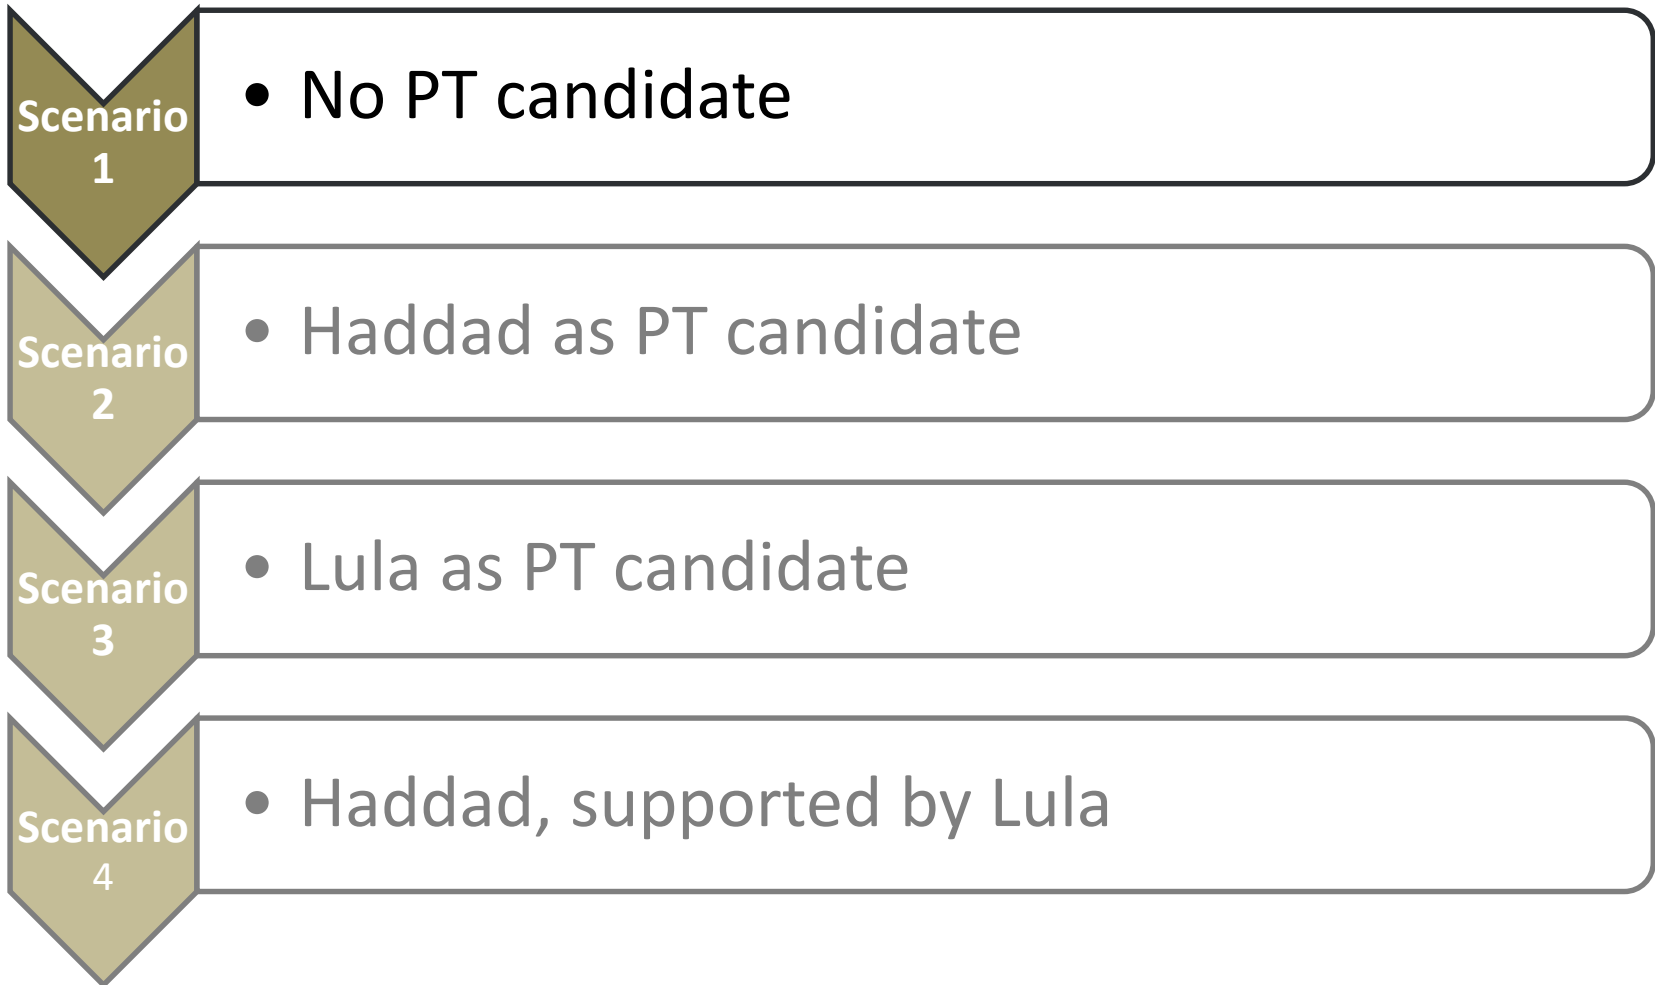 Scenario
1
• No PT candidate
Scenario
2
• Haddad as PT candidate
Scenario
3
• Lula as PT candidate
Scenario
4
• Haddad, supported by Lula